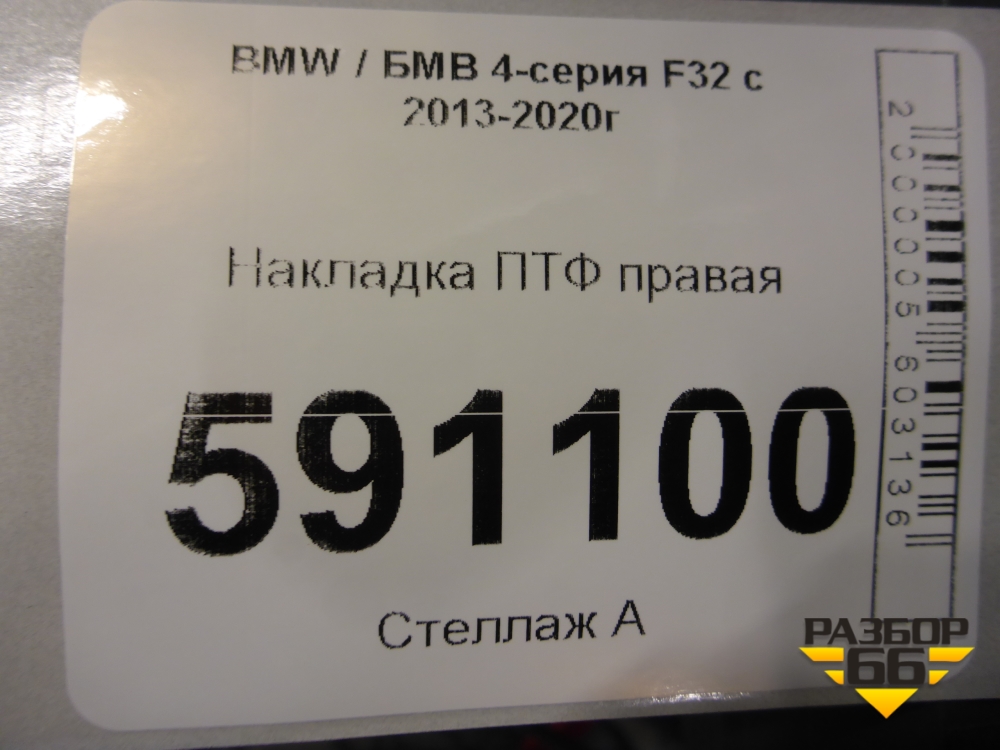 BMW / БМВ 4-серия F32 с
2013-2020г
Накладка ПТФ правая
591100
Стеллаж А
2000005603136
РАЗБОР
66